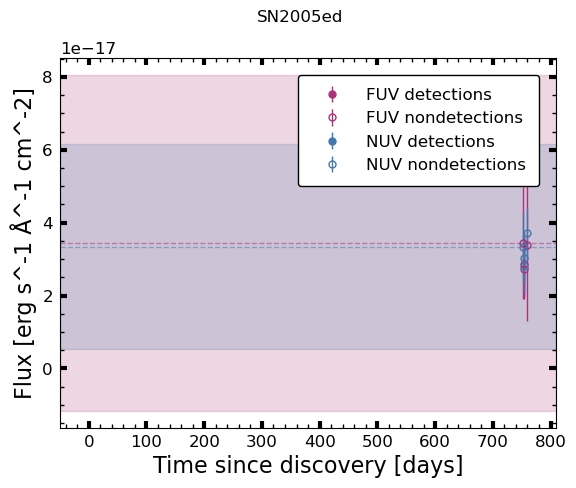 SN2005ed
1e−17
8
6
4
2
0
Flux [erg s^-1 Å^-1 cm^-2]
FUV detections
FUV nondetections
NUV detections
NUV nondetections
0 100 200 300 400 500 600 700 800
Time since discovery [days]